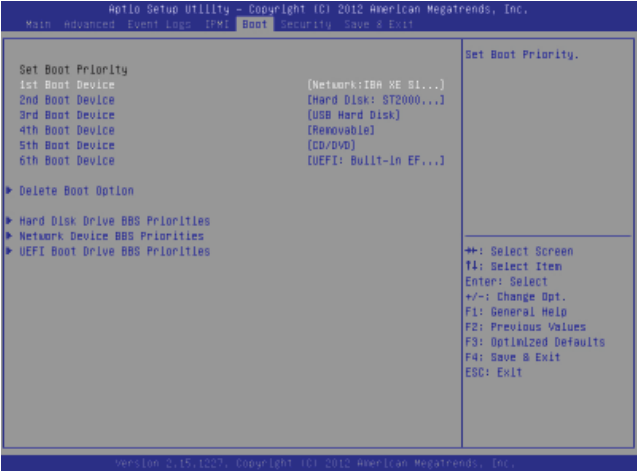 Aptio Setup Utility – Copyright (C) 2012 American Megatrends, Inc.
Main Advanced Event Logs IPMI Boot Security Save & Exit
Set Boot Priority
1st Boot Device [Network:IBA XE Sl...]
2nd Boot Device [Hard Disk: ST2000...]
3rd Boot Device [USB Hard Disk]
4th Boot Device [Removable]
5th Boot Device [CD/DVD]
6th Boot Device [UEFI: Built-in EF...]
▶ Delete Boot Option
▶ Hard Disk Drive BBS Priorities
▶ Network Device BBS Priorities
▶ UEFI Boot Drive BBS Priorities
Set Boot Priority.
→←: Select Screen
↑↓: Select Item
Enter: Select
+/-: Change Opt.
F1: General Help
F2: Previous Values
F3: Optimized Defaults
F4: Save & Exit
ESC: Exit
Version 2.15.1227. Copyright (C) 2012 American Megatrends, Inc.